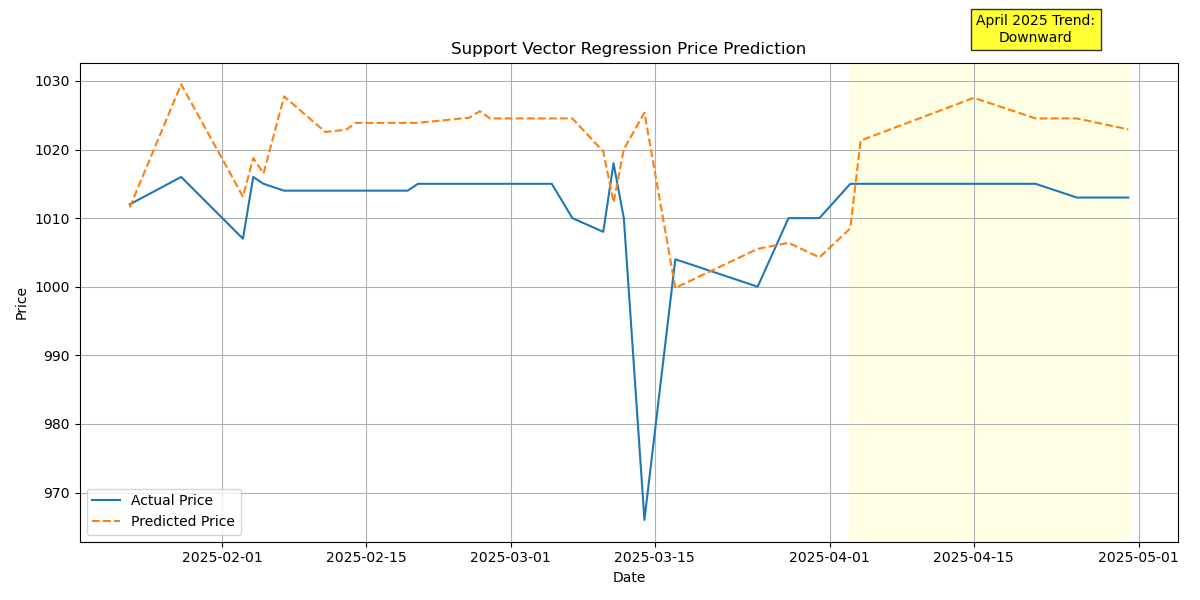 April 2025 Trend:
Downward
Support Vector Regression Price Prediction
Price
1030
1020
1010
1000
990
980
970
Actual Price
Predicted Price
2025-02-01
2025-02-15
2025-03-01
2025-03-15
2025-04-01
2025-04-15
2025-05-01
Date